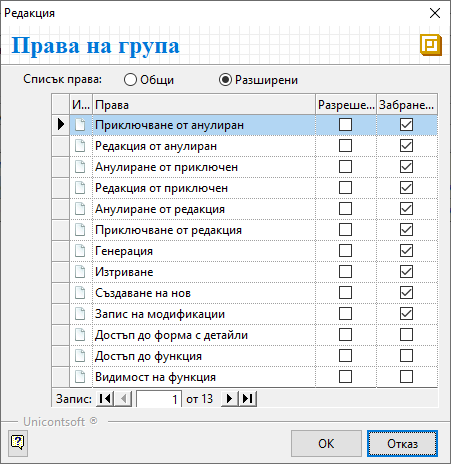 Редакция
Права на група
Списък права: Общи Разширени
И... Права Разреше... Забране...
Приключване от анулиран
Редакция от анулиран
Анулиране от приключен
Редакция от приключен
Анулиране от редакция
Приключване от редакция
Генерация
Изтриване
Създаване на нов
Запис на модификации
Достъп до форма с детайли
Достъп до функция
Видимост на функция
Запис: 1 от 13
Unicontsoft ®
OK Отказ